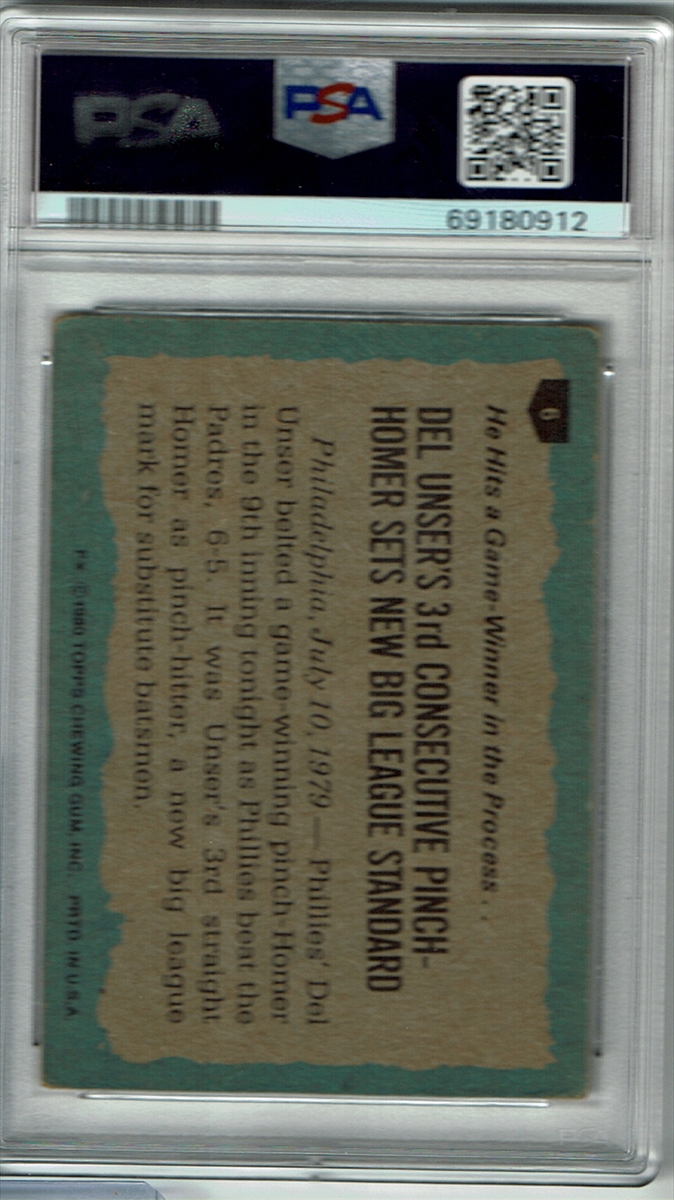 PSA
PSA
69180912
6
He Hits a Game-Winner in the Process. .
DEL UNSER'S 3rd CONSECUTIVE PINCH-
HOMER SETS NEW BIG LEAGUE STANDARD
Philadelphia, July 10, 1979 — Phillies' Del
Unser belted a game-winning pinch-Homer
in the 9th inning tonight as Phillies beat the
Padres, 6-5. It was Unser's 3rd straight
Homer as pinch-hitter, a new big league
mark for substitute batsmen.
F* ©1980 TOPPS CHEWING GUM, INC. PRTD. IN U.S.A.